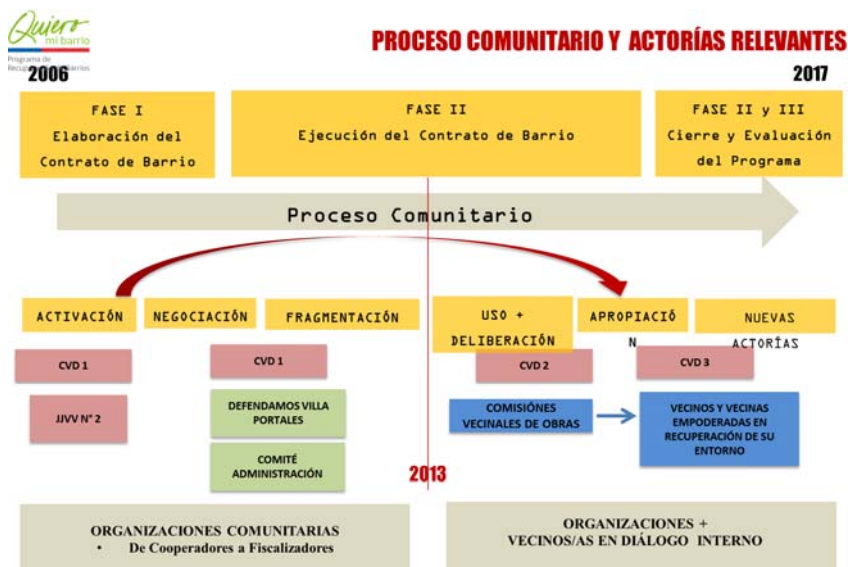 Quiero
mi barrio
Programa de
PROCESO COMUNITARIO Y ACTORÍAS RELEVANTES
2006
2017
FASE I
Elaboración del
Contrato de Barrio
FASE II
Ejecución del Contrato de Barrio
FASE II y III
Cierre y Evaluación
del Programa
Proceso Comunitario
ACTIVACIÓN
NEGOCIACIÓN
FRAGMENTACIÓN
USO +
DELIBERACIÓN
APROPIACIÓ
N
NUEVAS
ACTORÍAS
CVD 1
CVD 1
CVD 2
CVD 3
JJVV N° 2
DEFENDAMOS VILLA
PORTALES
COMITÉ
ADMINISTRACIÓN
COMISIÓNES
VECINALES DE OBRAS
VECINOS Y VECINAS
EMPODERADAS EN
RECUPERACIÓN DE SU
ENTORNO
2013
ORGANIZACIONES COMUNITARIAS
• De Cooperadores a Fiscalizadores
ORGANIZACIONES +
VECINOS/AS EN DIÁLOGO INTERNO